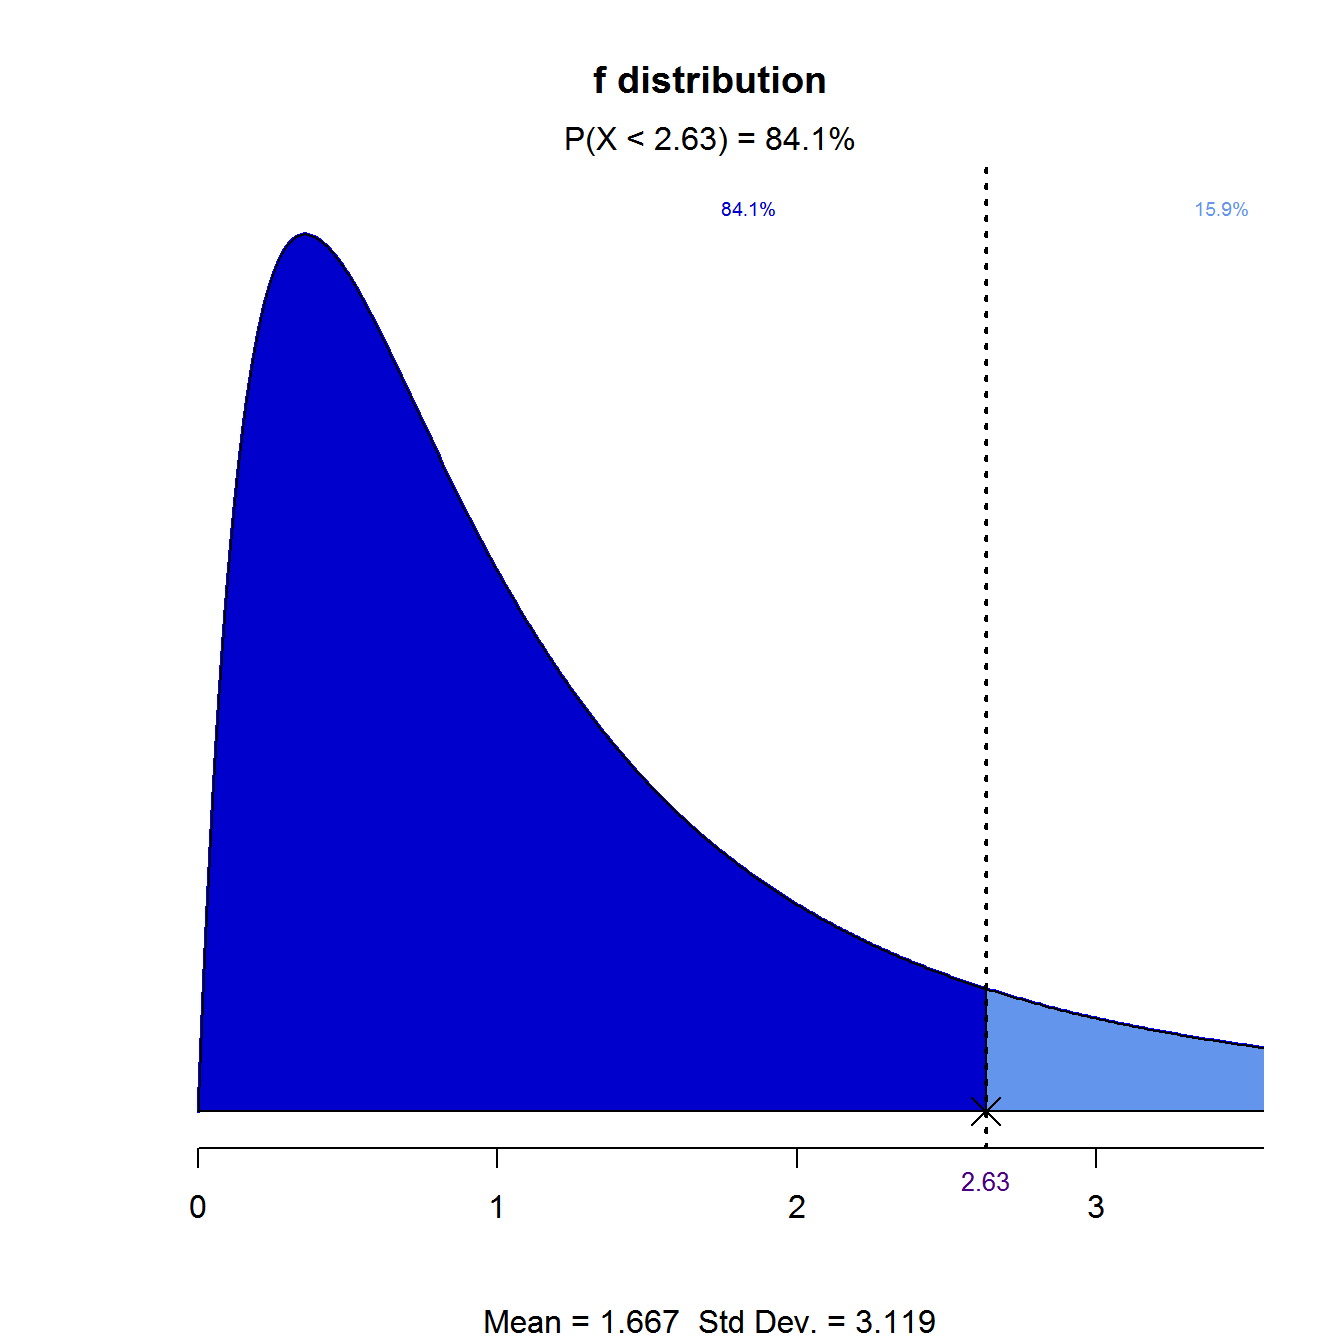 f distribution
P(X < 2.63) = 84.1%
84.1% 15.9%
2.63
0 1 2 3
Mean = 1.667 Std Dev. = 3.119